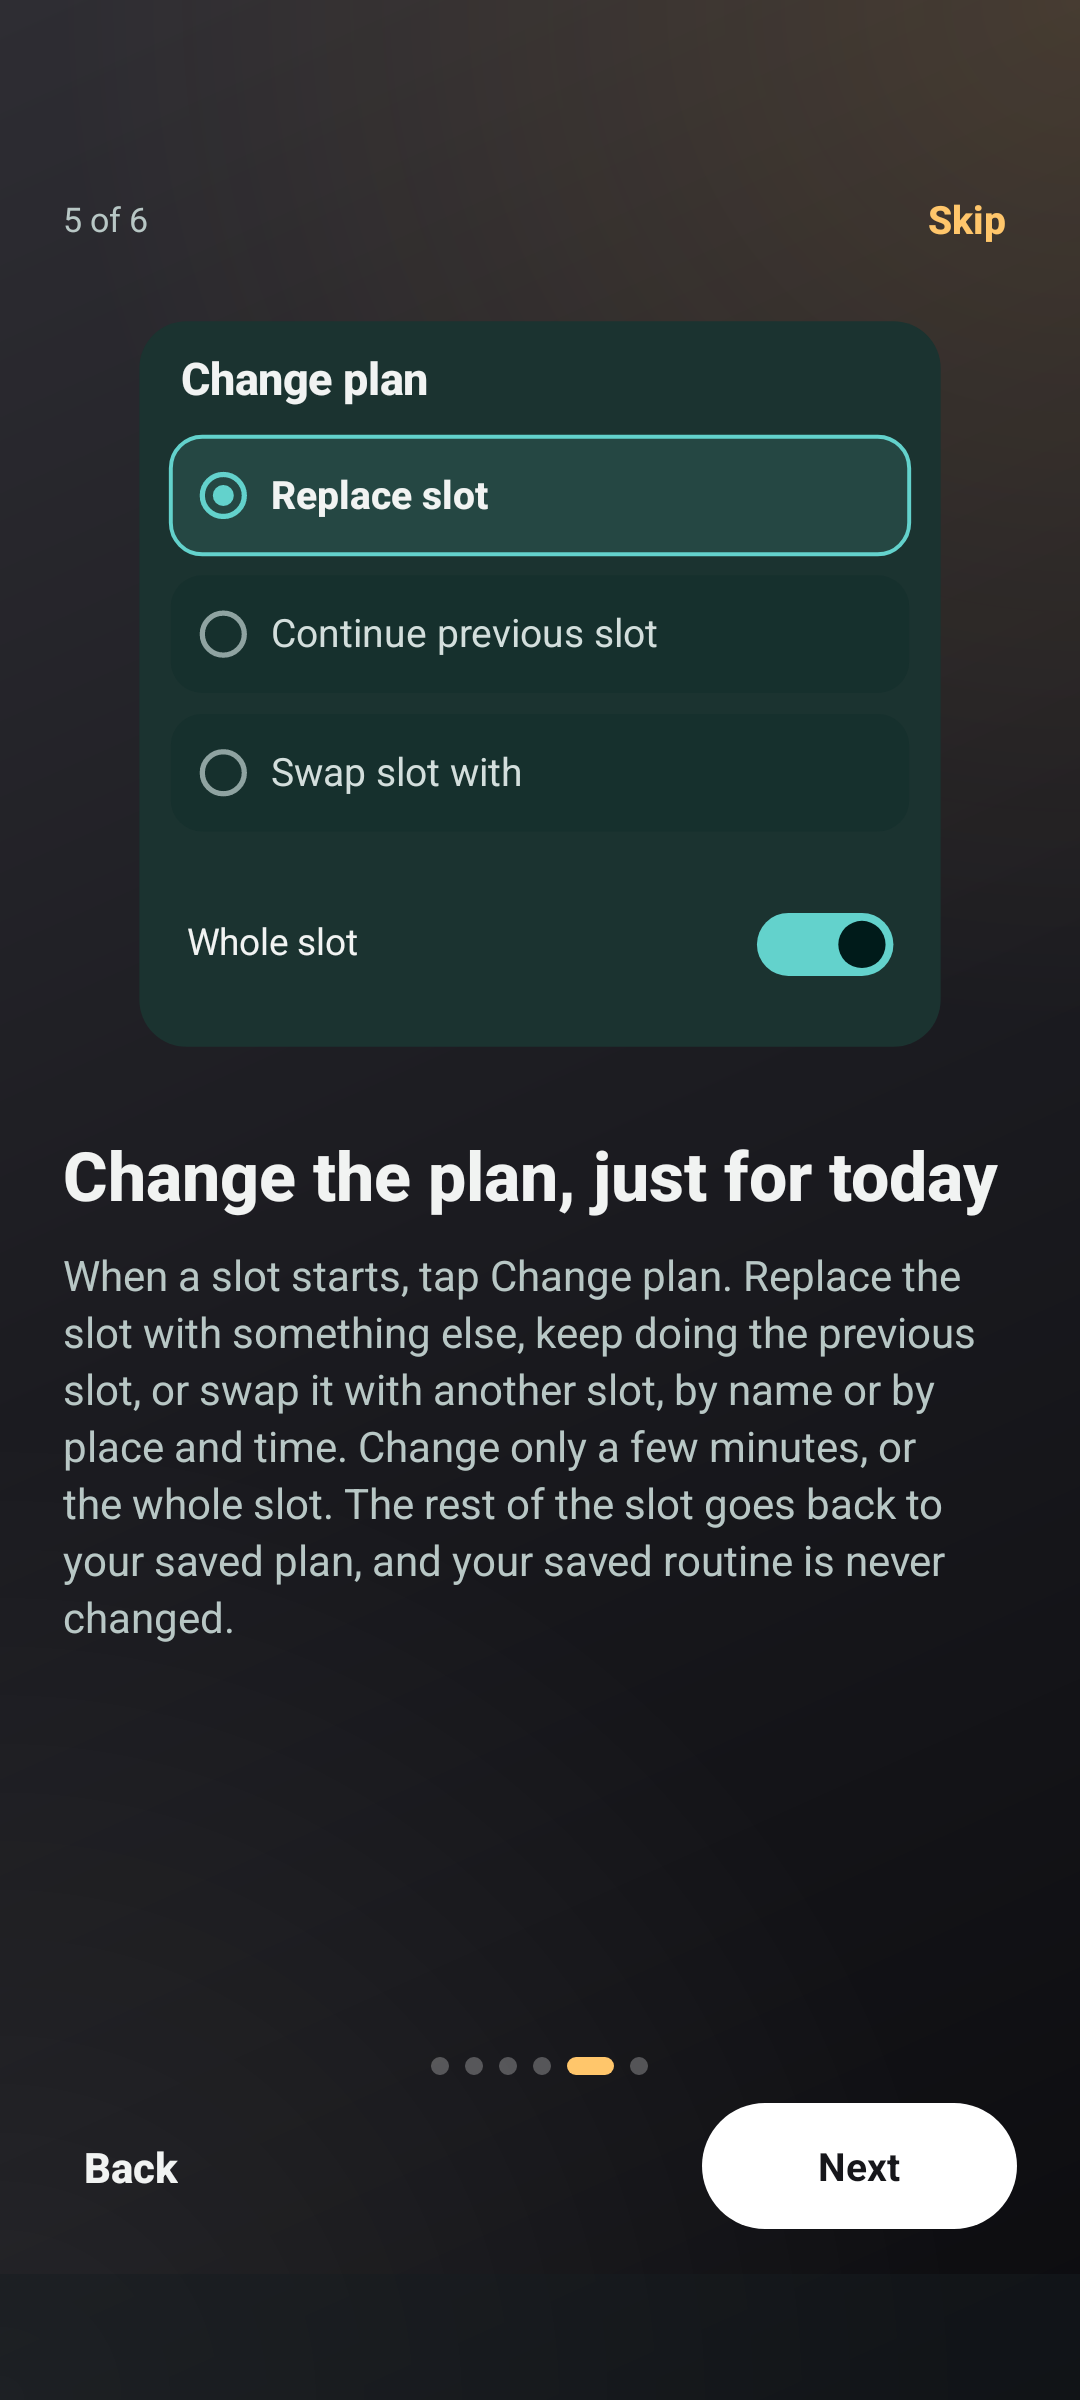 5 of 6
Skip
Change plan
Replace slot
Continue previous slot
Swap slot with
Whole slot
Change the plan, just for today
When a slot starts, tap Change plan. Replace the
slot with something else, keep doing the previous
slot, or swap it with another slot, by name or by
place and time. Change only a few minutes, or
the whole slot. The rest of the slot goes back to
your saved plan, and your saved routine is never
changed.
Back
Next